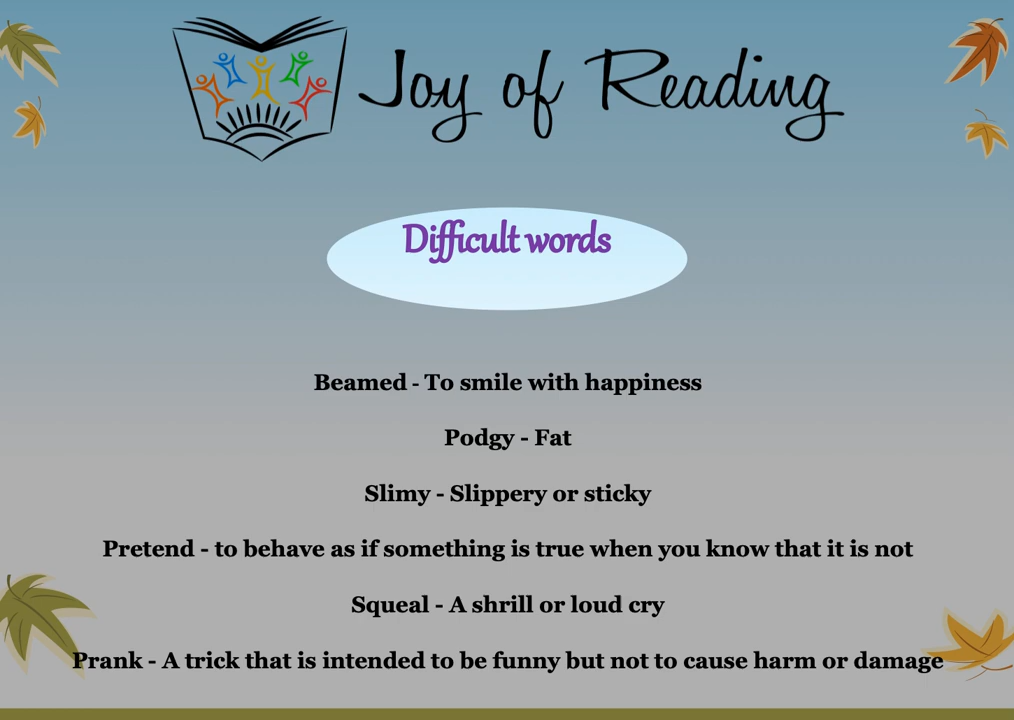 Joy of Reading
Difficult words
Beamed - To smile with happiness
Podgy - Fat
Slimy - Slippery or sticky
Pretend - to behave as if something is true when you know that it is not
Squeal - A shrill or loud cry
Prank - A trick that is intended to be funny but not to cause harm or damage